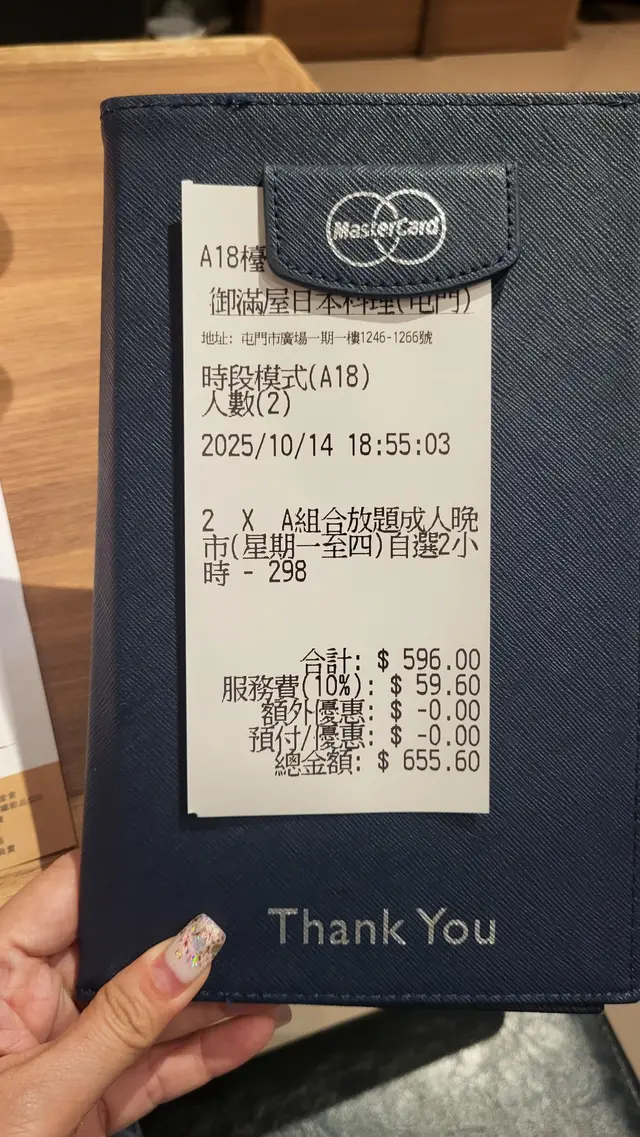 MasterCard
A18檯
御滿屋日本料理(屯門)
地址: 屯門市廣場一期一樓1246-1266號
時段模式(A18)
人數(2)
2025/10/14 18:55:03
2 X A組合放題成人晚
市(星期一至四)自選2小
時 - 298
合計: $ 596.00
服務費(10%): $ 59.60
額外優惠: $ -0.00
預付/優惠: $ -0.00
總金額: $ 655.60
Thank You